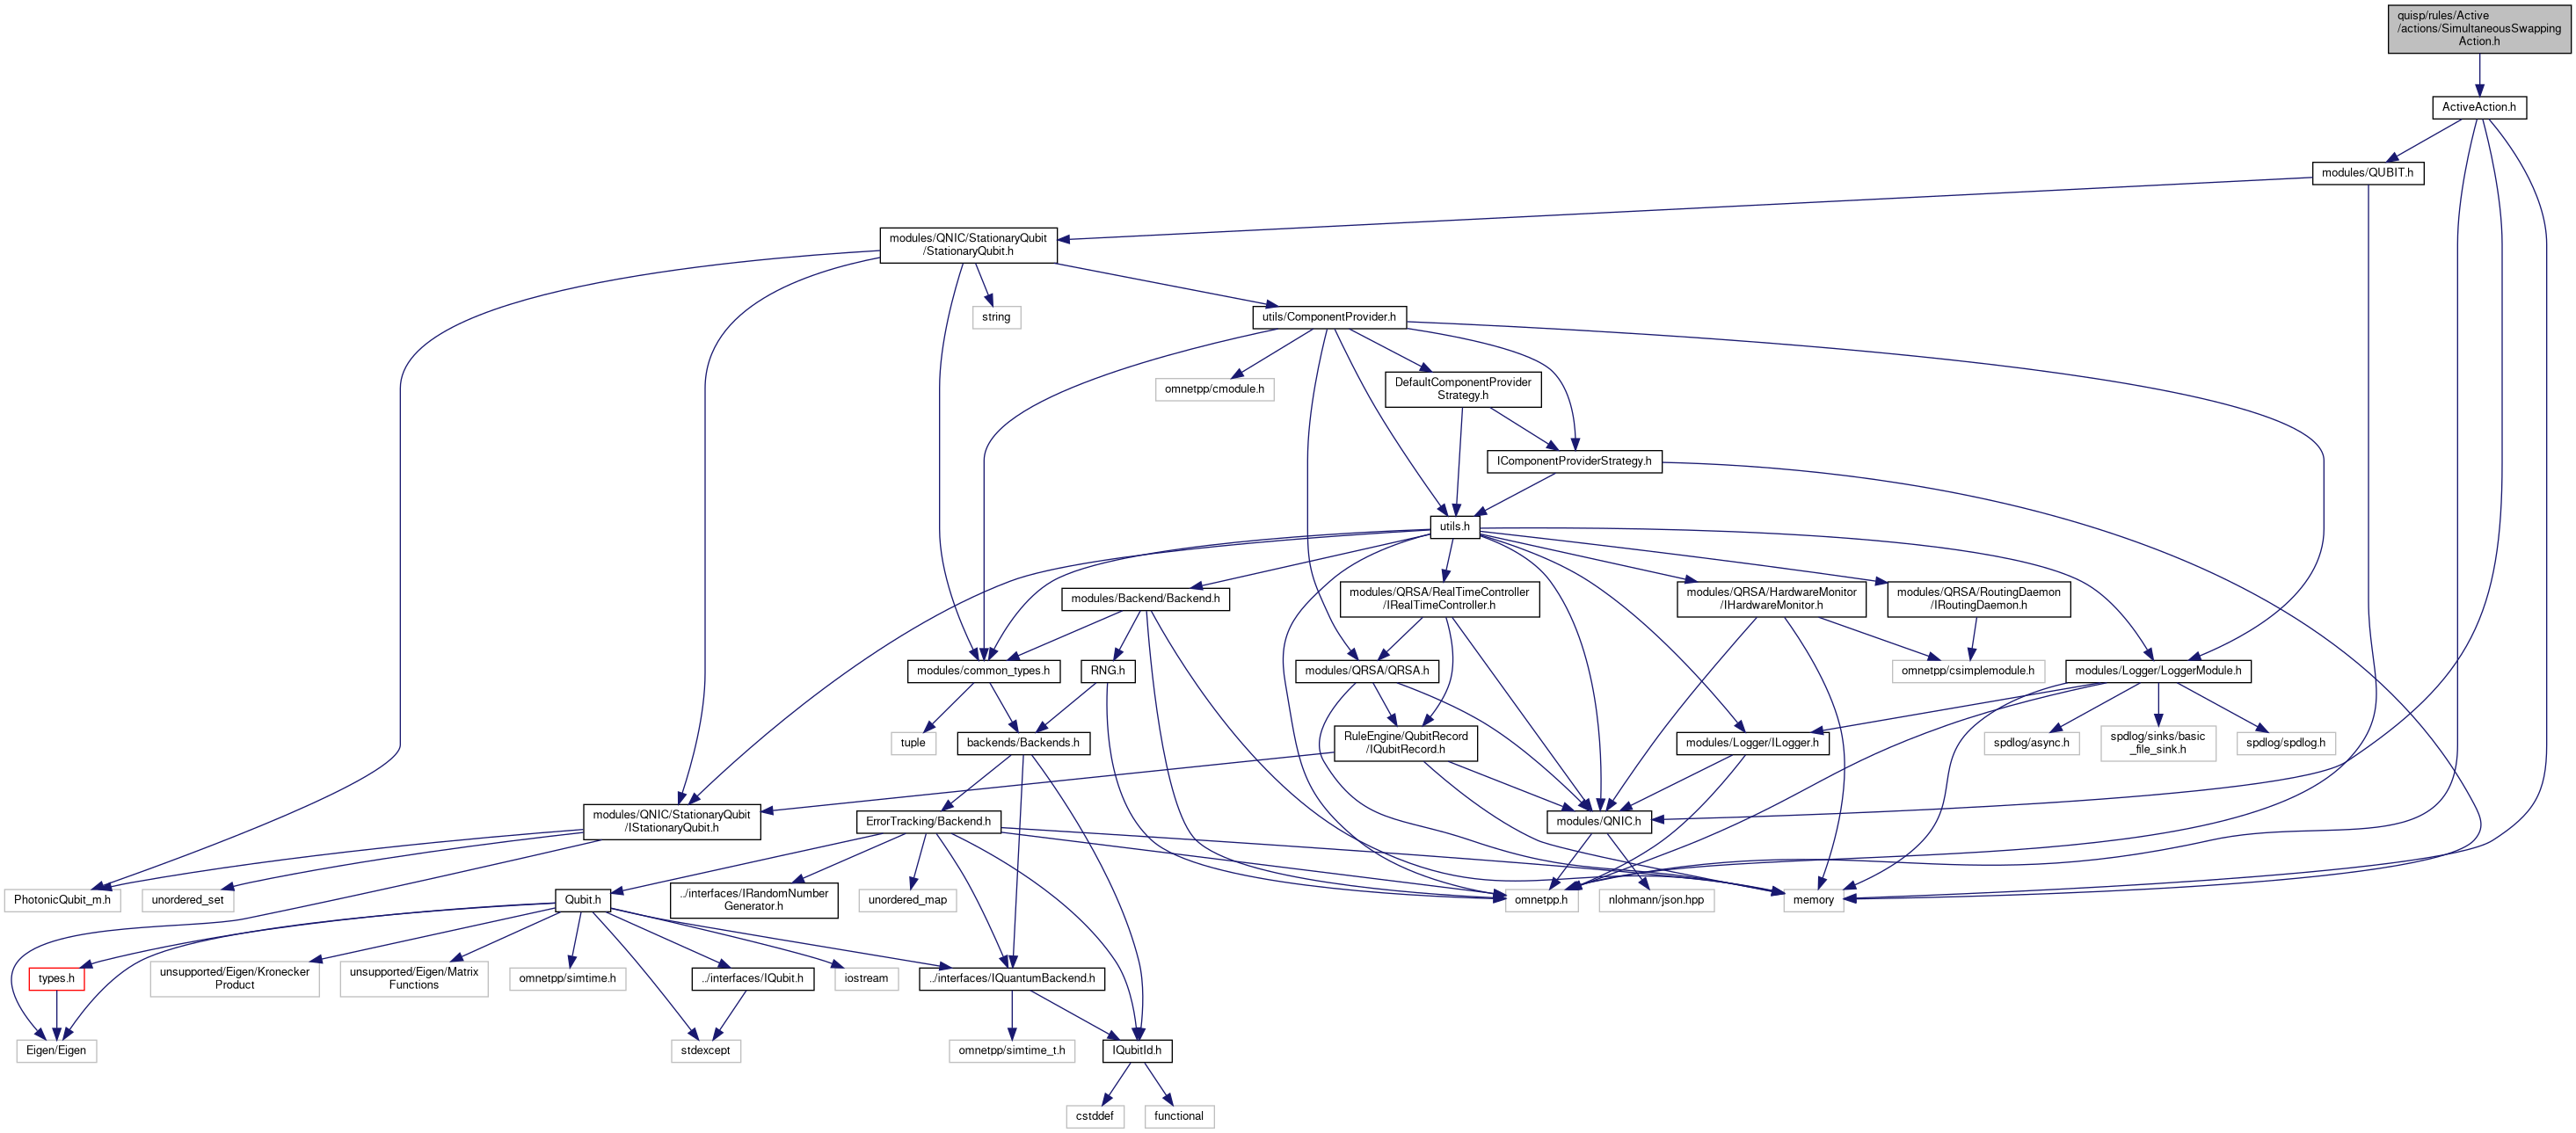 quisp/rules/Active
/actions/SimultaneousSwapping
Action.h
ActiveAction.h
modules/QUBIT.h
modules/QNIC/StationaryQubit
/StationaryQubit.h
string
utils/ComponentProvider.h
omnetpp/cmodule.h
DefaultComponentProvider
Strategy.h
IComponentProviderStrategy.h
utils.h
modules/Backend/Backend.h
modules/QRSA/RealTimeController
/IRealTimeController.h
modules/QRSA/HardwareMonitor
/IHardwareMonitor.h
modules/QRSA/RoutingDaemon
/IRoutingDaemon.h
modules/common_types.h
RNG.h
modules/QRSA/QRSA.h
omnetpp/csimplemodule.h
modules/Logger/LoggerModule.h
tuple
backends/Backends.h
RuleEngine/QubitRecord
/IQubitRecord.h
modules/Logger/ILogger.h
spdlog/async.h
spdlog/sinks/basic
_file_sink.h
spdlog/spdlog.h
modules/QNIC/StationaryQubit
/IStationaryQubit.h
ErrorTracking/Backend.h
modules/QNIC.h
PhotonicQubit_m.h
unordered_set
Qubit.h
../interfaces/IRandomNumber
Generator.h
unordered_map
omnetpp.h
nlohmann/json.hpp
memory
types.h
unsupported/Eigen/Kronecker
Product
unsupported/Eigen/Matrix
Functions
omnetpp/simtime.h
../interfaces/IQubit.h
iostream
../interfaces/IQuantumBackend.h
Eigen/Eigen
stdexcept
omnetpp/simtime_t.h
IQubitId.h
cstddef
functional